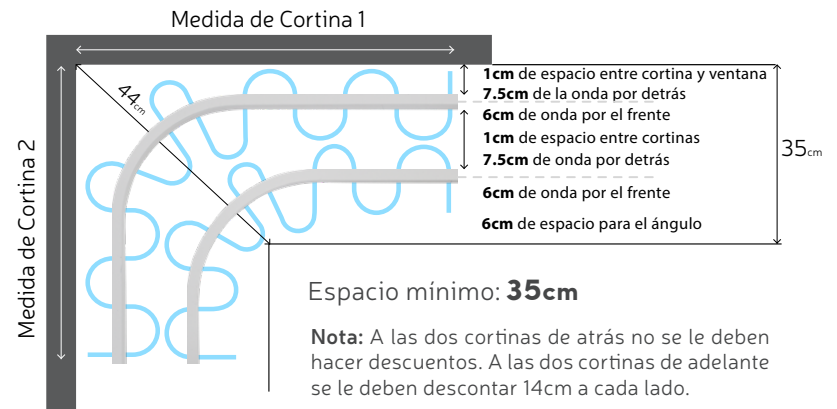 Medida de Cortina 1
44cm
1cm de espacio entre cortina y ventana
7.5cm de la onda por detrás
6cm de onda por el frente
1cm de espacio entre cortinas
7.5cm de onda por detrás
6cm de onda por el frente
6cm de espacio para el ángulo
35cm
Medida de Cortina 2
Espacio mínimo: 35cm
Nota: A las dos cortinas de atrás no se le deben
hacer descuentos. A las dos cortinas de adelante
se le deben descontar 14cm a cada lado.